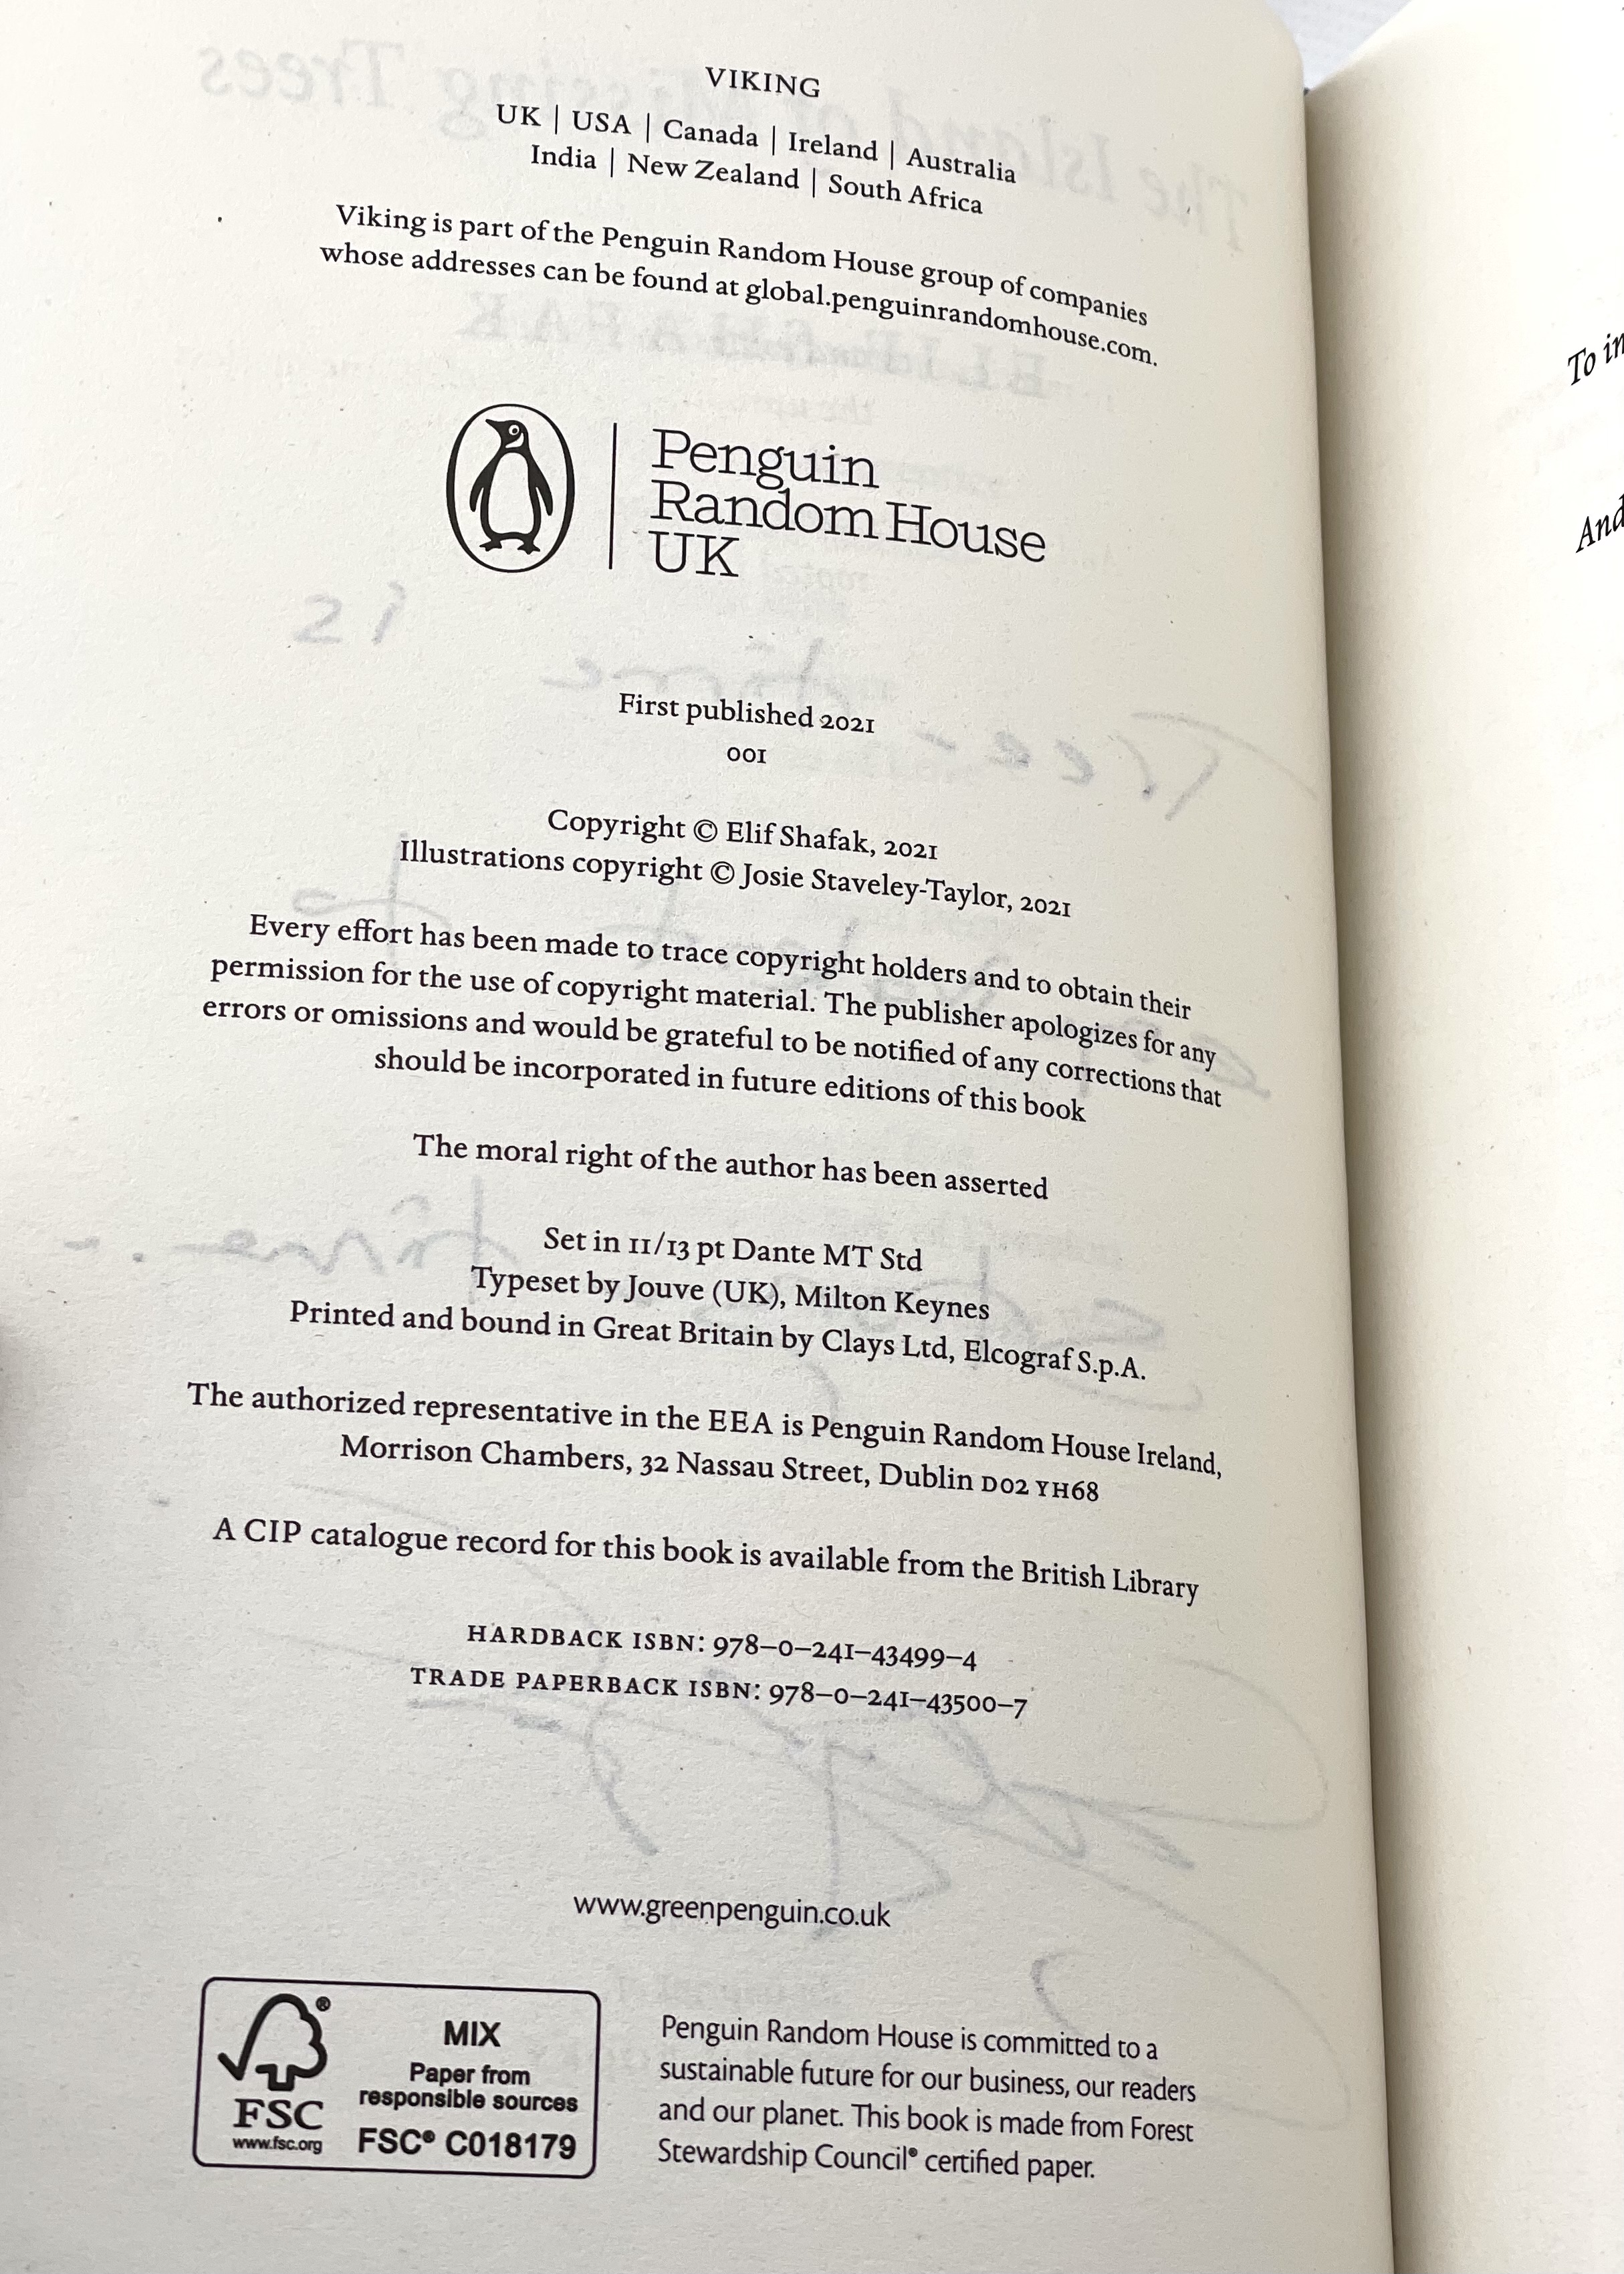 VIKING
UK | USA | Canada | Ireland | Australia
India | New Zealand | South Africa
Viking is part of the Penguin Random House group of companies
whose addresses can be found at global.penguinrandomhouse.com.
Penguin
Random House
UK
First published 2021
001
Copyright © Elif Shafak, 2021
Illustrations copyright © Josie Staveley-Taylor, 2021
Every effort has been made to trace copyright holders and to obtain their
permission for the use of copyright material. The publisher apologizes for any
errors or omissions and would be grateful to be notified of any corrections that
should be incorporated in future editions of this book
The moral right of the author has been asserted
Set in 11/13 pt Dante MT Std
Typeset by Jouve (UK), Milton Keynes
Printed and bound in Great Britain by Clays Ltd, Elcograf S.p.A.
The authorized representative in the EEA is Penguin Random House Ireland,
Morrison Chambers, 32 Nassau Street, Dublin D02 YH68
A CIP catalogue record for this book is available from the British Library
HARDBACK ISBN: 978–0–241–43499–4
TRADE PAPERBACK ISBN: 978–0–241–43500–7
www.greenpenguin.co.uk
®
FSC
www.fsc.org
MIX
Paper from
responsible sources
FSC® C018179
Penguin Random House is committed to a
sustainable future for our business, our readers
and our planet. This book is made from Forest
Stewardship Council® certified paper.
To
And